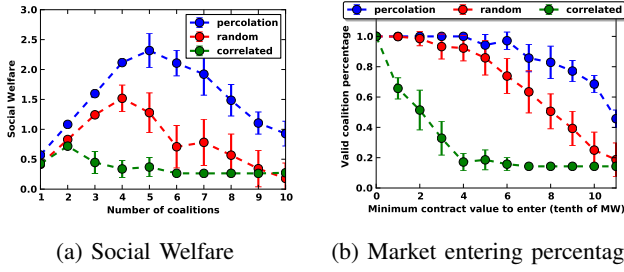 3.0
2.5
2.0
1.5
1.0
0.5
0.0
Social Welfare
percolation
random
correlated
1 2 3 4 5 6 7 8 9 10
Number of coalitions
(a) Social Welfare
percolation random correlated
1.0
0.8
0.6
0.4
0.2
0.0
Valid coalition percentage
0 2 4 6 8 10
Minimum contract value to enter (tenth of MW)
(b) Market entering percentag